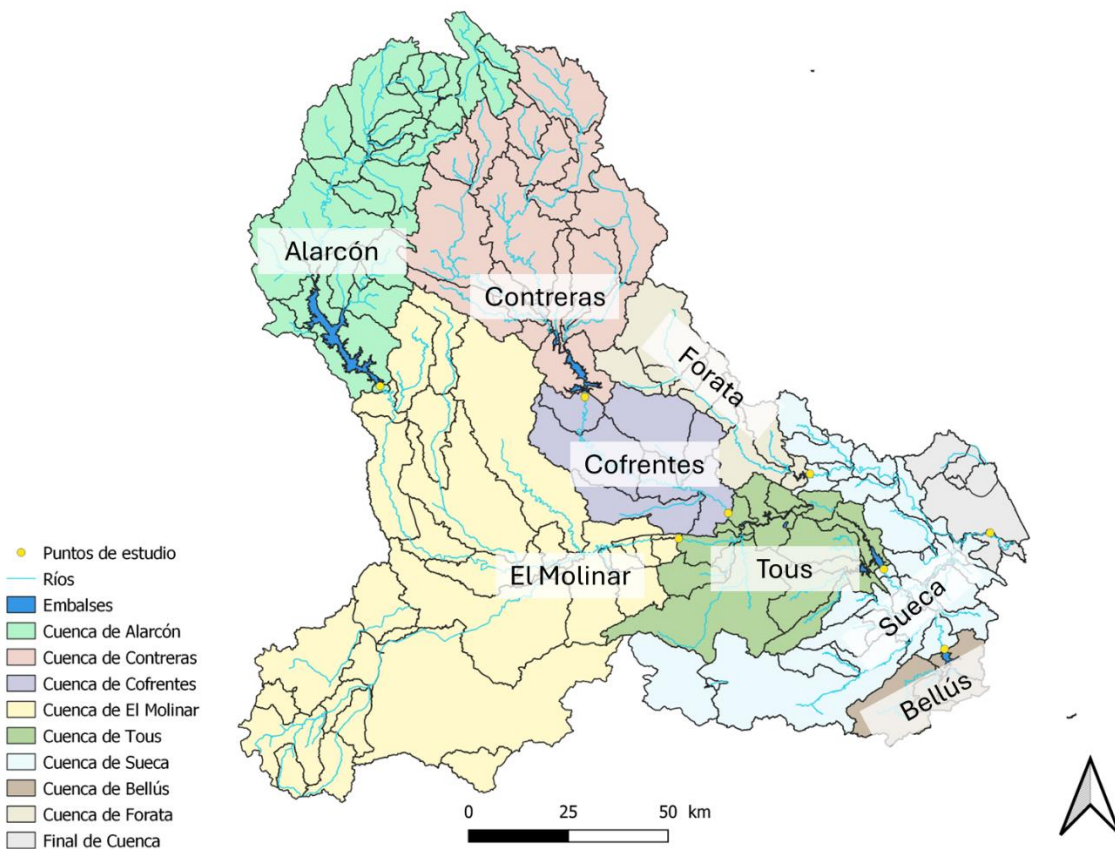 Alarcón
Contreras
Forata
Cofrentes
El Molinar
Tous
Sueca
Bellús
Puntos de estudio
Ríos
Embalses
Cuenca de Alarcón
Cuenca de Contreras
Cuenca de Cofrentes
Cuenca de El Molinar
Cuenca de Tous
Cuenca de Sueca
Cuenca de Bellús
Cuenca de Forata
Final de Cuenca
0 25 50 km